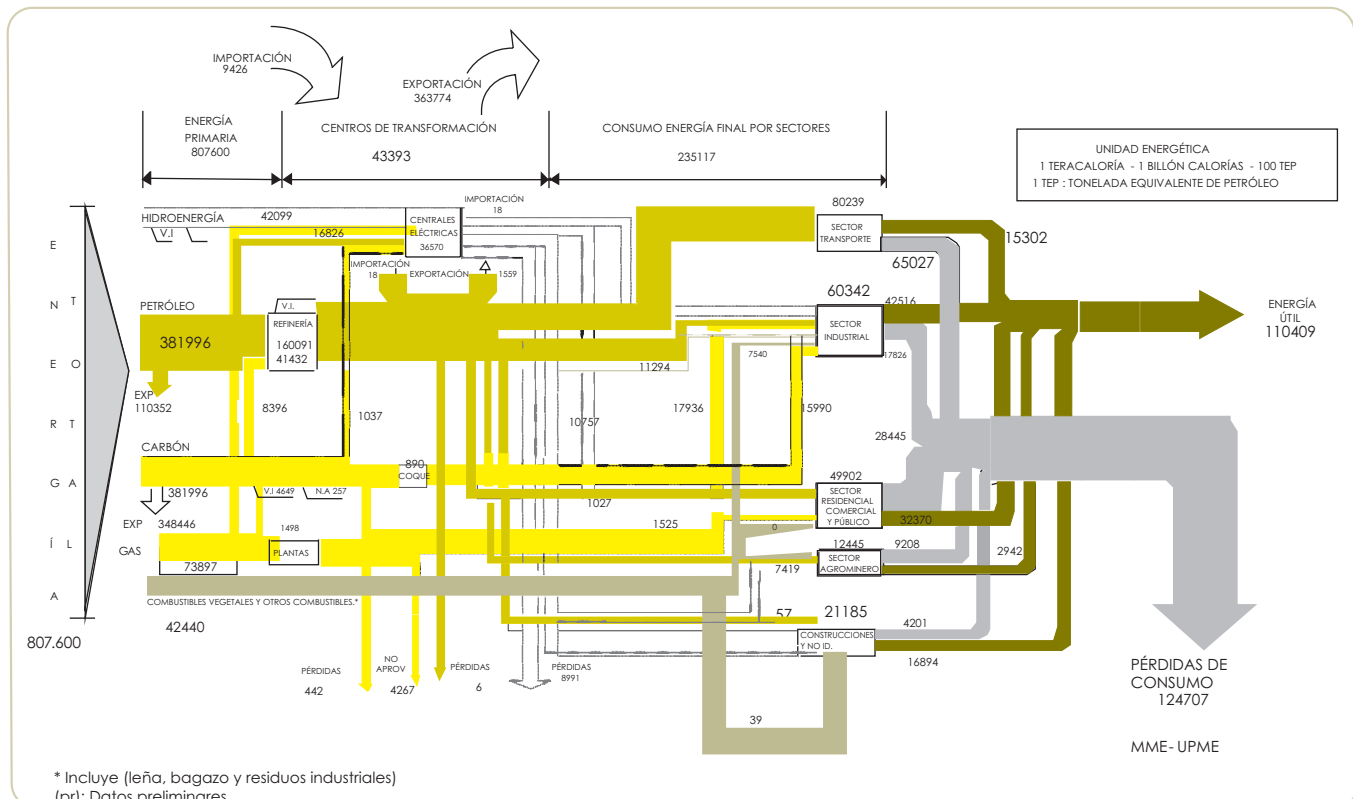 IMPORTACIÓN
9426
EXPORTACIÓN
363774
ENERGÍA
PRIMARIA
807600
CENTROS DE TRANSFORMACIÓN
43393
CONSUMO ENERGÍA FINAL POR SECTORES
235117
UNIDAD ENERGÉTICA
1 TERACALORÍA - 1 BILLÓN CALORÍAS - 100 TEP
1 TEP : TONELADA EQUIVALENTE DE PETRÓLEO
ENERGÍA
TOTAL
807.600
HIDROENERGÍA
V.I
42099
16826
CENTRALES
ELÉCTRICAS
36570
IMPORTACIÓN
18
IMPORTACIÓN
18
EXPORTACIÓN
1559
80239
SECTOR
TRANSPORTE
65027
15302
PETRÓLEO
381996
V.I.
REFINERÍA
160091
41432
EXP
110352
8396
1037
60342
SECTOR
INDUSTRIAL
42516
17826
7540
11294
17936
15990
10757
28445
ENERGÍA
ÚTIL
110409
CARBÓN
381996
V.I 4649
N.A 257
890
COQUE
EXP
348446
1027
1525
49902
SECTOR
RESIDENCIAL
COMERCIAL
Y PÚBLICO
32370
0
GAS
73897
1498
PLANTAS
12445
SECTOR
AGROMINERO
9208
2942
7419
COMBUSTIBLES VEGETALES Y OTROS COMBUSTIBLES.*
42440
57
21185
CONSTRUCCIONES
Y NO ID.
4201
16894
PÉRDIDAS
442
NO
APROV
4267
PÉRDIDAS
6
PÉRDIDAS
8991
39
PÉRDIDAS DE
CONSUMO
124707
MME- UPME
* Incluye (leña, bagazo y residuos industriales)
(pr): Datos preliminares